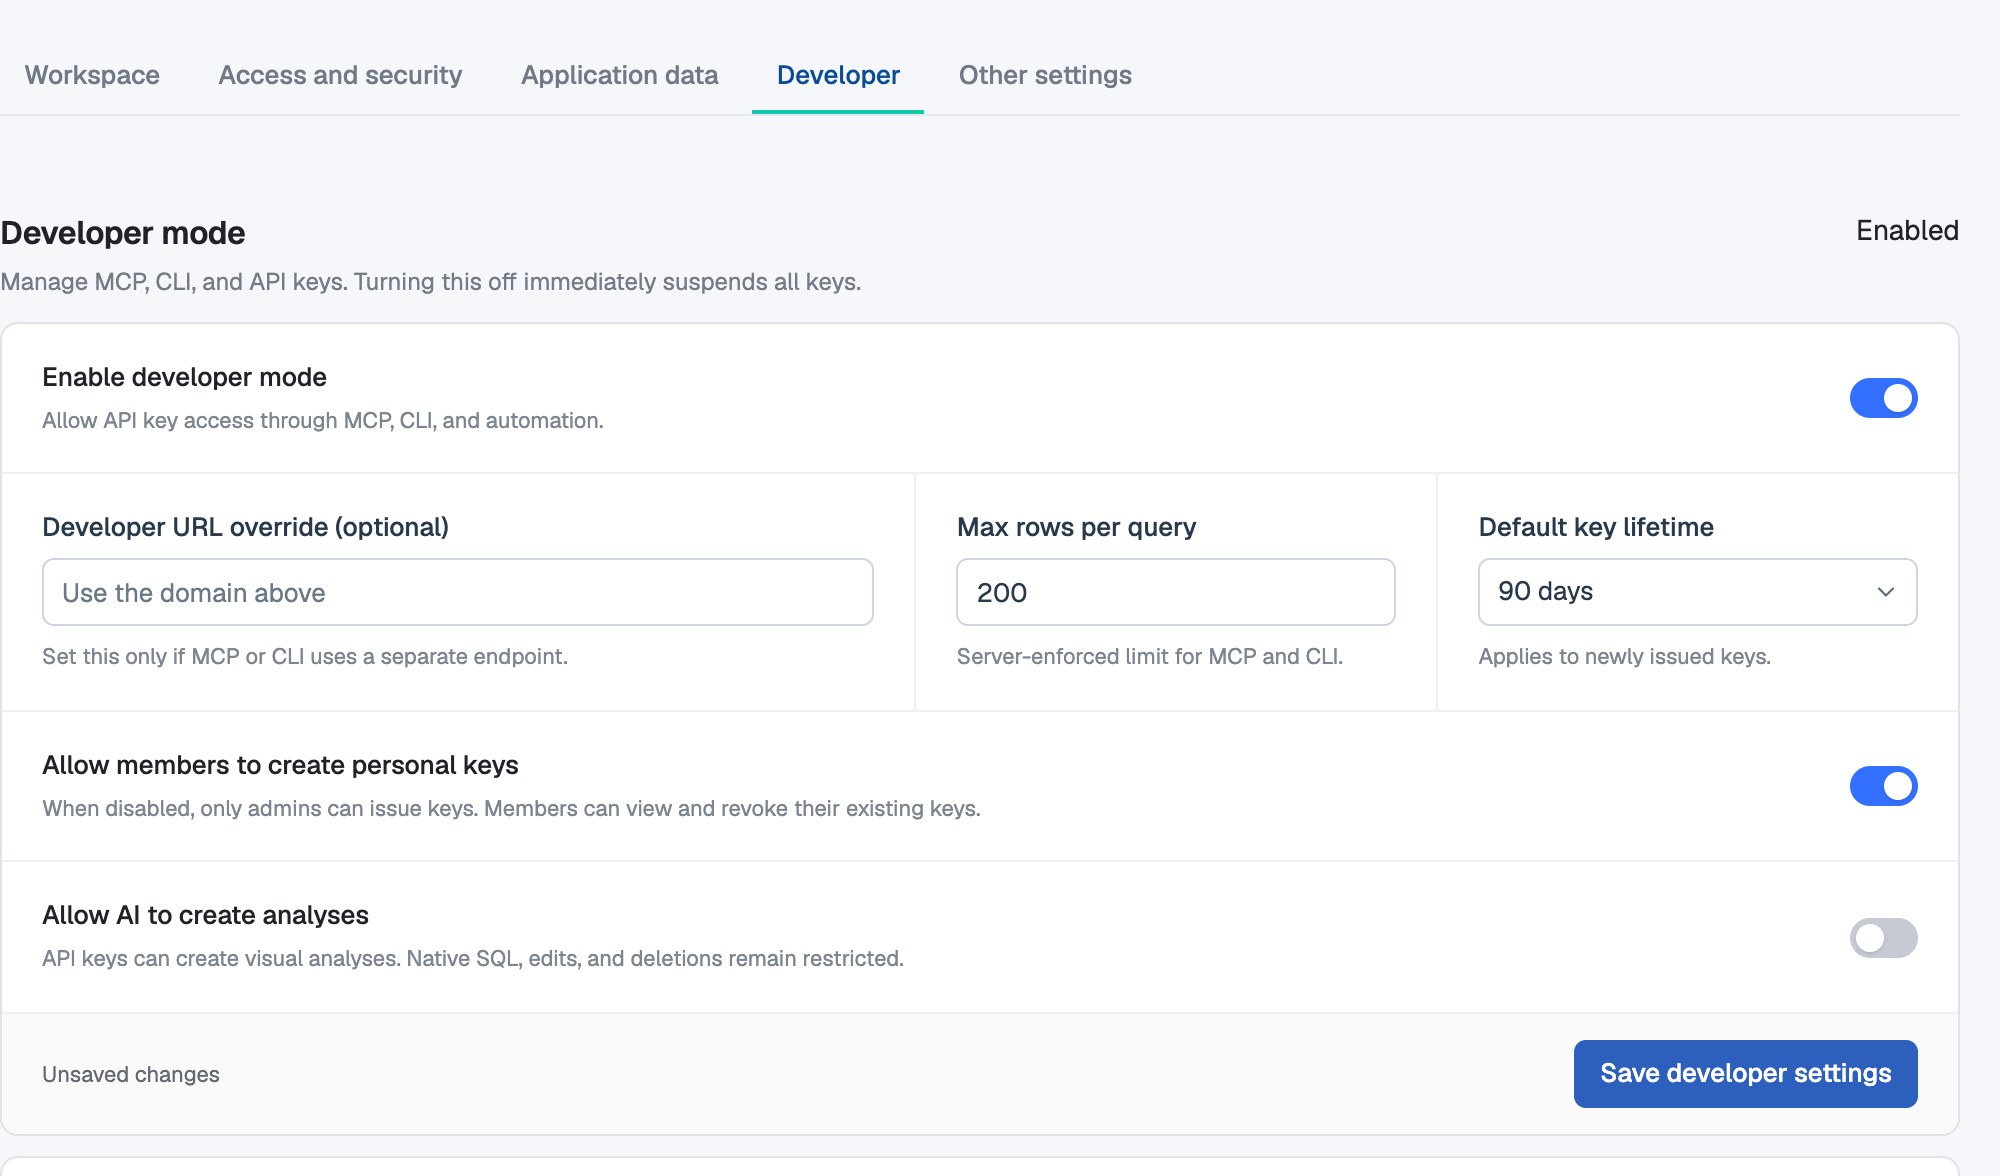 Workspace
Access and security
Application data
Developer
Other settings
Developer mode
Enabled
Manage MCP, CLI, and API keys. Turning this off immediately suspends all keys.
Enable developer mode
Allow API key access through MCP, CLI, and automation.
Developer URL override (optional)
Use the domain above
Set this only if MCP or CLI uses a separate endpoint.
Max rows per query
200
Server-enforced limit for MCP and CLI.
Default key lifetime
90 days
Applies to newly issued keys.
Allow members to create personal keys
When disabled, only admins can issue keys. Members can view and revoke their existing keys.
Allow AI to create analyses
API keys can create visual analyses. Native SQL, edits, and deletions remain restricted.
Unsaved changes
Save developer settings